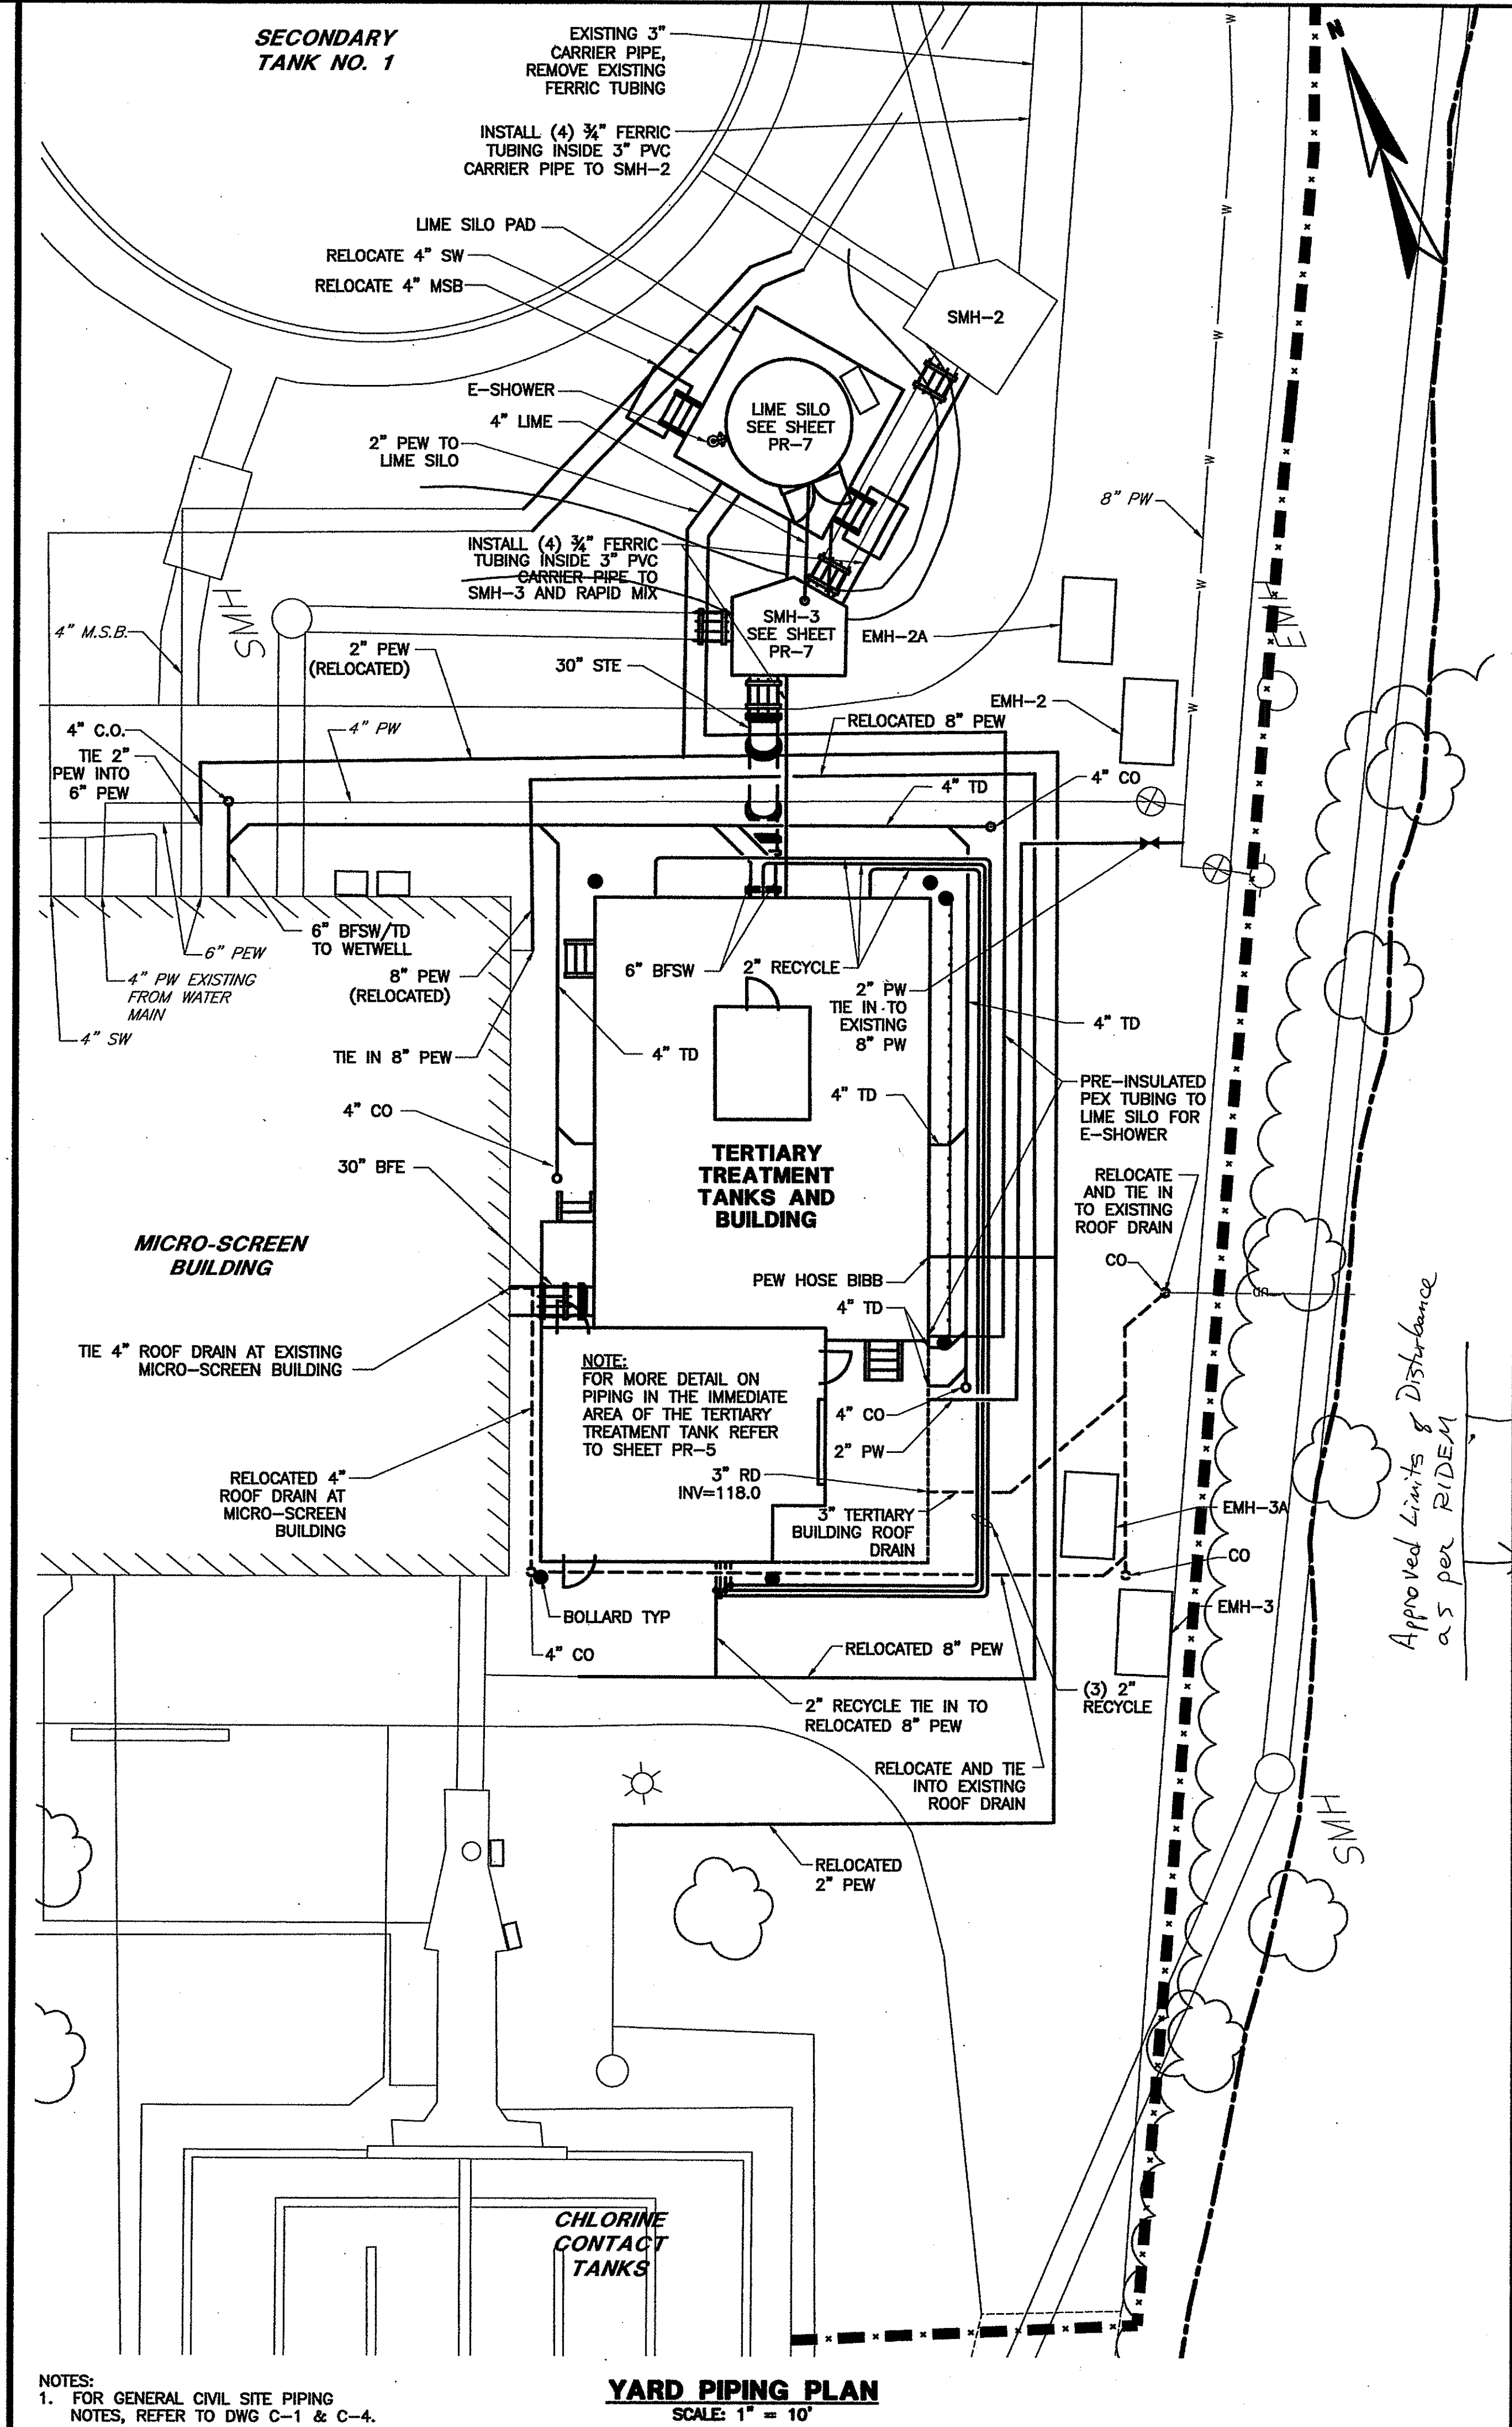 SECONDARY
TANK NO. 1
EXISTING 3"
CARRIER PIPE,
REMOVE EXISTING
FERRIC TUBING
N
INSTALL (4) ¾" FERRIC
TUBING INSIDE 3" PVC
CARRIER PIPE TO SMH-2
LIME SILO PAD
RELOCATE 4" SW
RELOCATE 4" MSB
SMH-2
E-SHOWER
4" LIME
2" PEW TO
LIME SILO
LIME SILO
SEE SHEET
PR-7
8" PW
W
W
W
W
W
W
W
W
INSTALL (4) ¾" FERRIC
TUBING INSIDE 3" PVC
CARRIER PIPE TO
SMH-3 AND RAPID MIX
SMH-3
SEE SHEET
PR-7
EMH-2A
EMH
SMH
4" M.S.B.
2" PEW
(RELOCATED)
30" STE
EMH-2
RELOCATED 8" PEW
4" C.O.
4" PW
TIE 2"
PEW INTO
6" PEW
4" TD
4" CO
6" BFSW/TD
TO WETWELL
6" PEW
4" PW EXISTING
FROM WATER
MAIN
4" SW
8" PEW
(RELOCATED)
6" BFSW
2" RECYCLE
2" PW
TIE IN TO
EXISTING
8" PW
4" TD
TIE IN 8" PEW
4" TD
4" CO
4" TD
PRE-INSULATED
PEX TUBING TO
LIME SILO FOR
E-SHOWER
30" BFE
TERTIARY
TREATMENT
TANKS AND
BUILDING
RELOCATE
AND TIE IN
TO EXISTING
ROOF DRAIN
MICRO-SCREEN
BUILDING
CO
PEW HOSE BIBB
4" TD
UD
TIE 4" ROOF DRAIN AT EXISTING
MICRO-SCREEN BUILDING
NOTE:
FOR MORE DETAIL ON
PIPING IN THE IMMEDIATE
AREA OF THE TERTIARY
TREATMENT TANK REFER
TO SHEET PR-5
4" CO
2" PW
Approved Limits of Disturbance
as per RIDEM
RELOCATED 4"
ROOF DRAIN AT
MICRO-SCREEN
BUILDING
3" RD
INV=118.0
3" TERTIARY
BUILDING ROOF
DRAIN
EMH-3A
CO
EMH-3
BOLLARD TYP
4" CO
RELOCATED 8" PEW
(3) 2"
RECYCLE
2" RECYCLE TIE IN TO
RELOCATED 8" PEW
RELOCATE AND TIE
INTO EXISTING
ROOF DRAIN
SMH
RELOCATED
2" PEW
CHLORINE
CONTACT
TANKS
NOTES:
1. FOR GENERAL CIVIL SITE PIPING
NOTES, REFER TO DWG C-1 & C-4.
YARD PIPING PLAN
SCALE: 1" = 10'